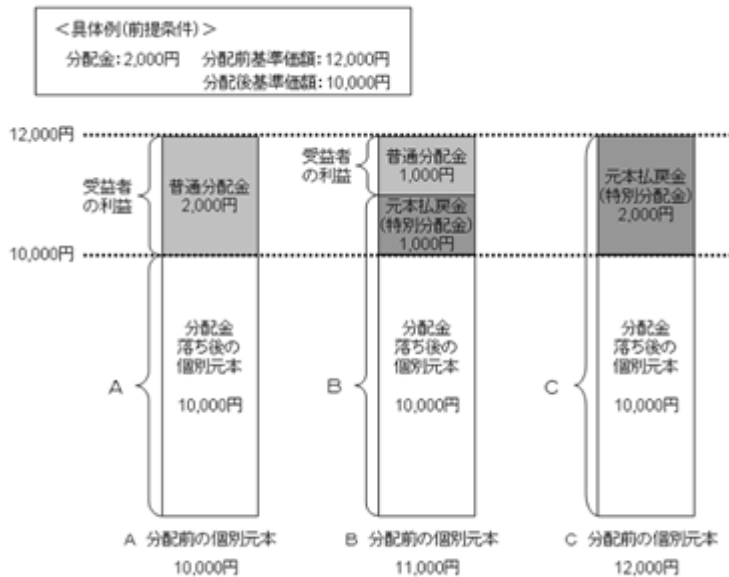 ＜具体例(前提条件)＞
分配金：2,000円 分配前基準価額：12,000円
分配後基準価額：10,000円
12,000円
受益者
の利益
普通分配金
2,000円
10,000円
A
分配金
落ち後の
個別元本
10,000円
A 分配前の個別元本
10,000円
受益者
の利益
普通分配金
1,000円
元本払戻金
(特別分配金)
1,000円
B
分配金
落ち後の
個別元本
10,000円
B 分配前の個別元本
11,000円
元本払戻金
(特別分配金)
2,000円
C
分配金
落ち後の
個別元本
10,000円
C 分配前の個別元本
12,000円